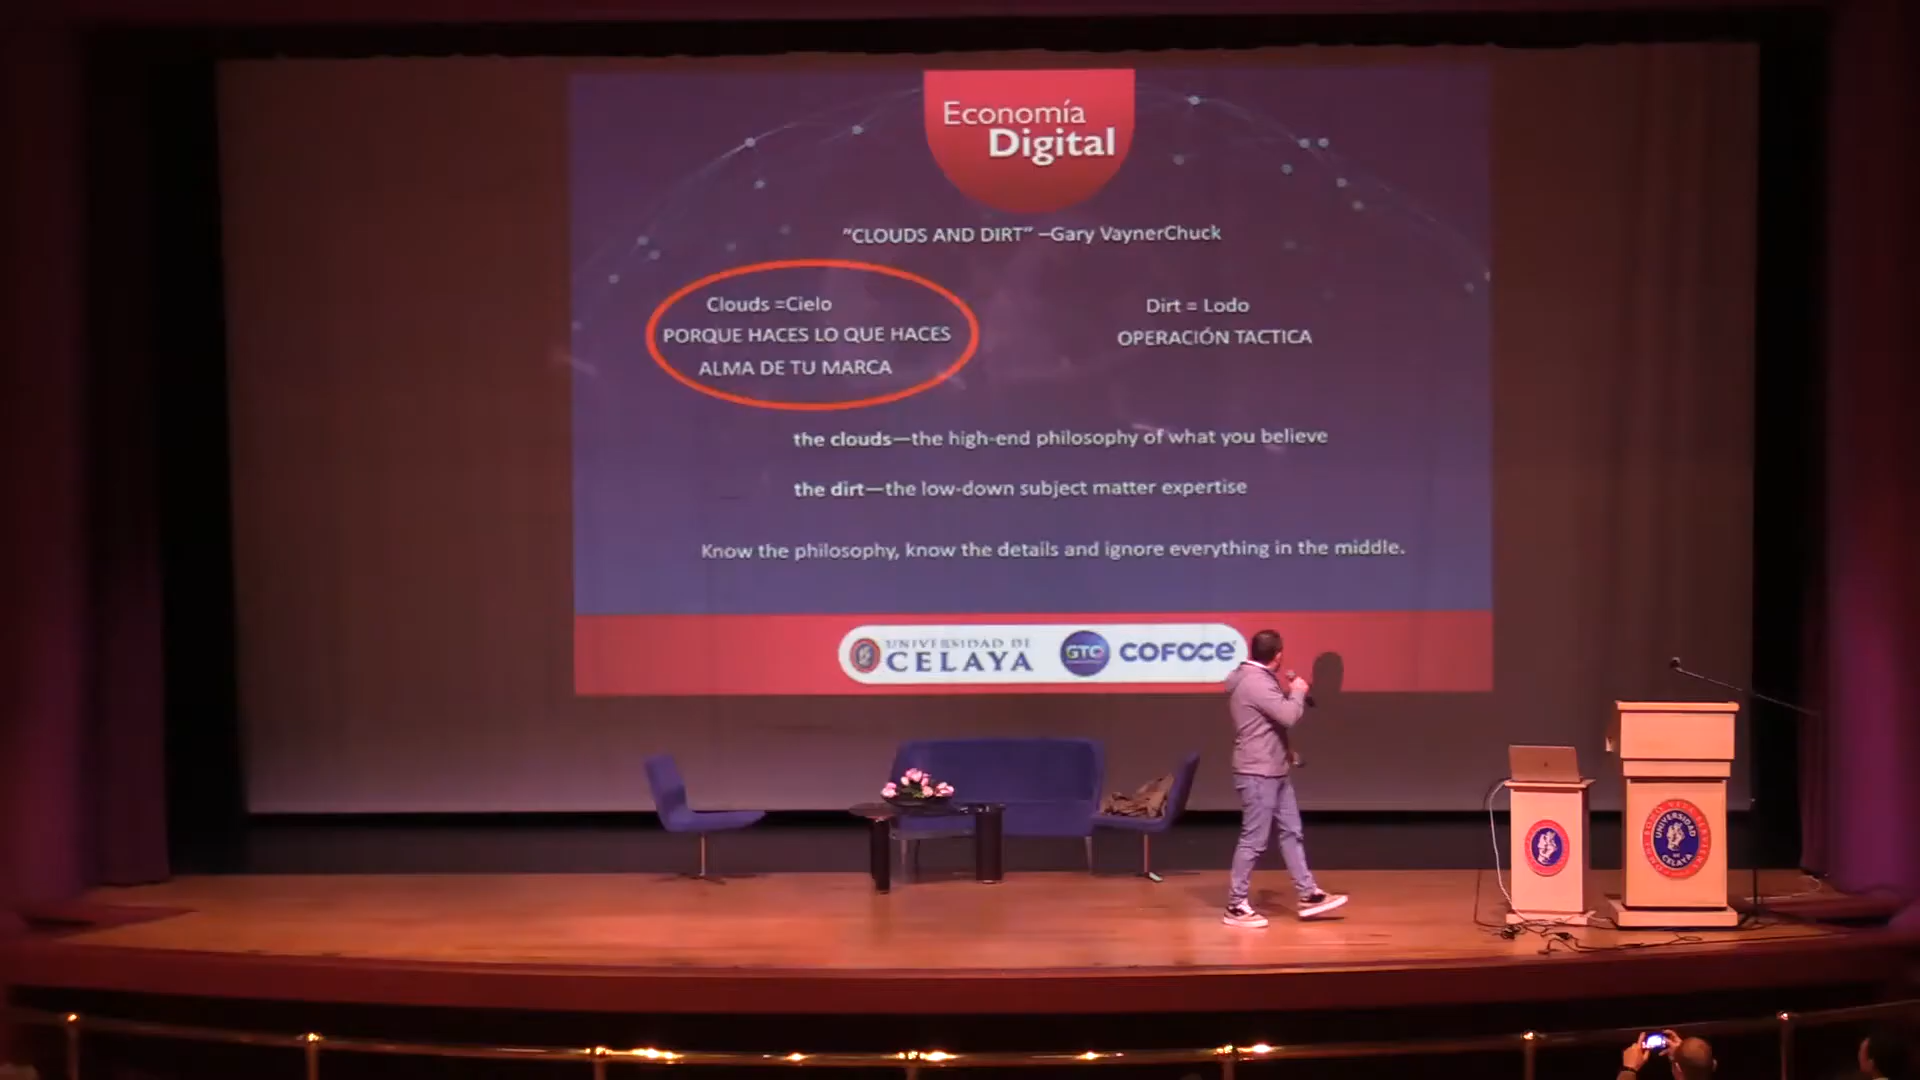 Economía
Digital
"CLOUDS AND DIRT" –Gary VaynerChuck
Clouds =Cielo
PORQUE HACES LO QUE HACES
ALMA DE TU MARCA
Dirt = Lodo
OPERACIÓN TACTICA
the clouds—the high-end philosophy of what you believe
the dirt—the low-down subject matter expertise
Know the philosophy, know the details and ignore everything in the middle.
UNIVERSIDAD DE
CELAYA
GTO
COFOCE
UNIVERSIDAD
DE
CELAYA